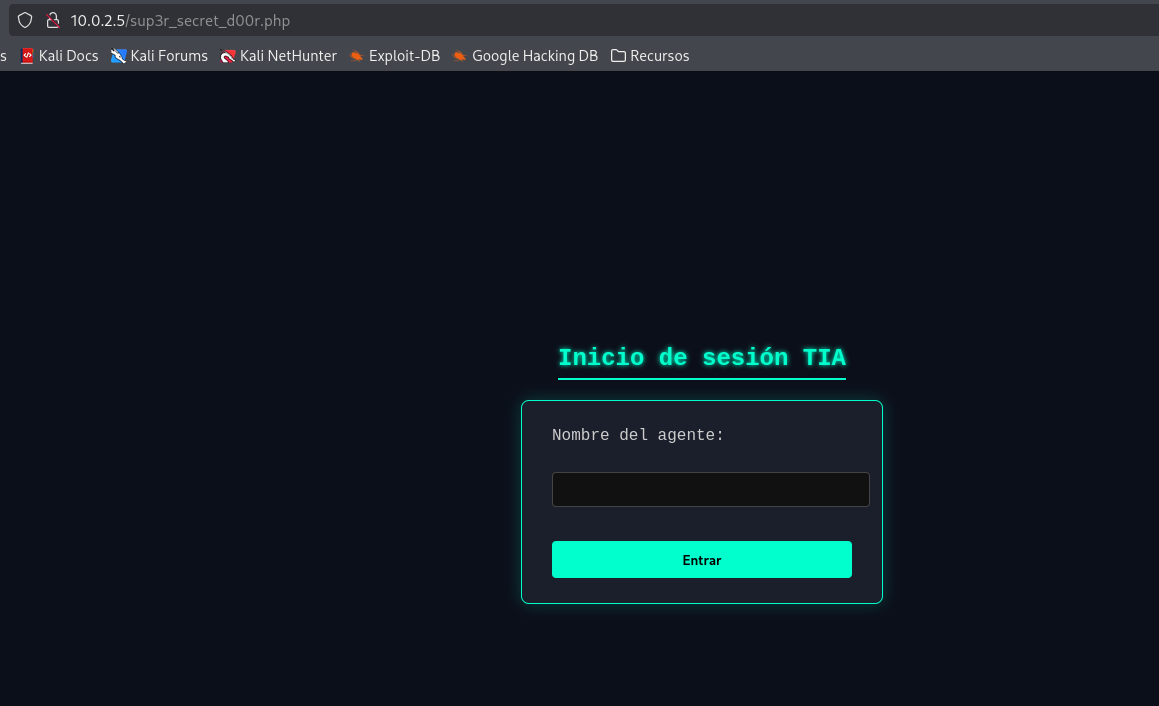 10.0.2.5/sup3r_secret_d00r.php
s Kali Docs Kali Forums Kali NetHunter Exploit-DB Google Hacking DB Recursos
Inicio de sesión TIA
Nombre del agente:
Entrar